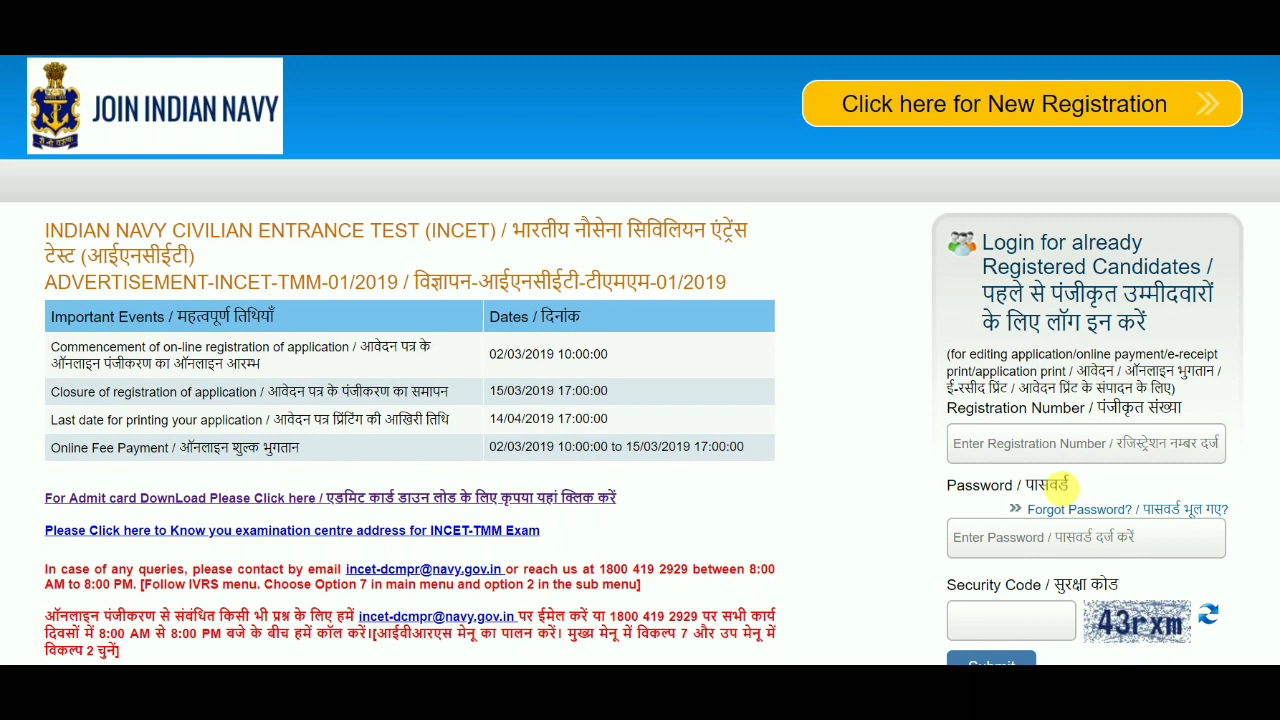 JOIN INDIAN NAVY
Click here for New Registration
INDIAN NAVY CIVILIAN ENTRANCE TEST (INCET) / भारतीय नौसेना सिविलियन एंट्रेंस
टेस्ट (आईएनसीईटी)
ADVERTISEMENT-INCET-TMM-01/2019 / विज्ञापन-आईएनसीईटी-टीएमएम-01/2019
Important Events / महत्वपूर्ण तिथियाँ Dates / दिनांक
Commencement of on-line registration of application / आवेदन पत्र के
ऑनलाइन पंजीकरण का ऑनलाइन आरम्भ 02/03/2019 10:00:00
Closure of registration of application / आवेदन पत्र के पंजीकरण का समापन 15/03/2019 17:00:00
Last date for printing your application / आवेदन पत्र प्रिंटिंग की आखिरी तिथि 14/04/2019 17:00:00
Online Fee Payment / ऑनलाइन शुल्क भुगतान 02/03/2019 10:00:00 to 15/03/2019 17:00:00
For Admit card DownLoad Please Click here / एडमिट कार्ड डाउन लोड के लिए कृपया यहां क्लिक करें
Please Click here to Know you examination centre address for INCET-TMM Exam
In case of any queries, please contact by email incet-dcmpr@navy.gov.in or reach us at 1800 419 2929 between 8:00
AM to 8:00 PM. [Follow IVRS menu. Choose Option 7 in main menu and option 2 in the sub menu]
ऑनलाइन पंजीकरण से संबंधित किसी भी प्रश्न के लिए हमें incet-dcmpr@navy.gov.in पर ईमेल करें या 1800 419 2929 पर सभी कार्य
दिवसों में 8:00 AM से 8:00 PM बजे के बीच हमें कॉल करें।[आईवीआरएस मेनू का पालन करें। मुख्य मेनू में विकल्प 7 और उप मेनू में
विकल्प 2 चुनें]
Login for already
Registered Candidates /
पहले से पंजीकृत उम्मीदवारों
के लिए लॉग इन करें
(for editing application/online payment/e-receipt
print/application print / आवेदन / ऑनलाइन भुगतान /
ई-रसीद प्रिंट / आवेदन प्रिंट के संपादन के लिए)
Registration Number / पंजीकृत संख्या
Enter Registration Number / रजिस्ट्रेशन नम्बर दर्ज
Password / पासवर्ड
Forgot Password? / पासवर्ड भूल गए?
Enter Password / पासवर्ड दर्ज करें
Security Code / सुरक्षा कोड
43rxm
Submit